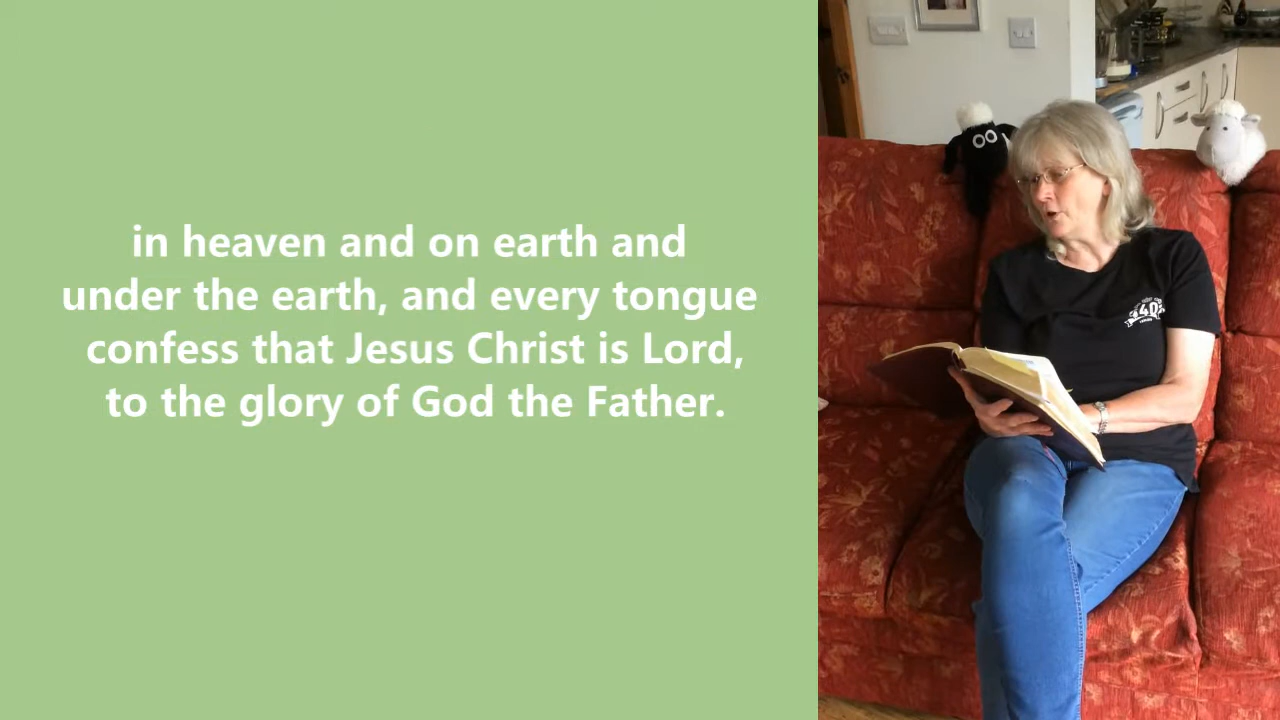 in heaven and on earth and
under the earth, and every tongue
confess that Jesus Christ is Lord,
to the glory of God the Father.
40